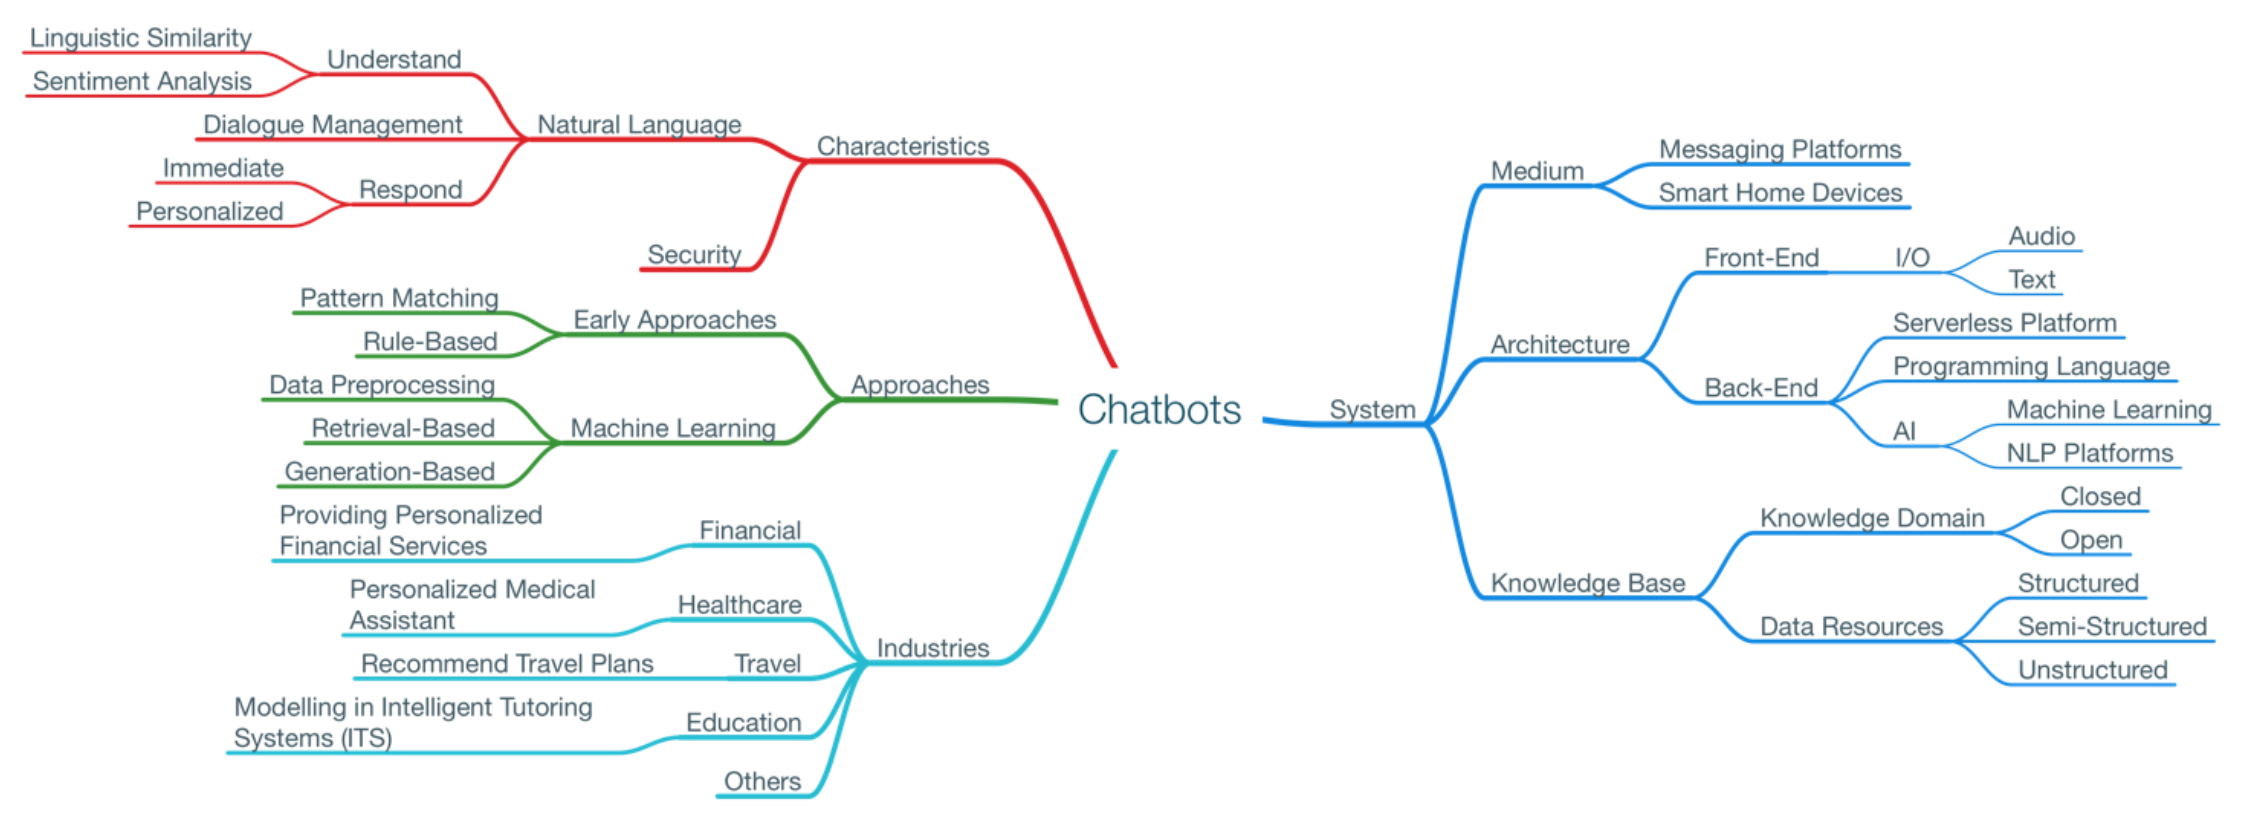 Linguistic Similarity
Sentiment Analysis
Understand
Dialogue Management
Immediate
Personalized
Respond
Natural Language
Security
Characteristics
Pattern Matching
Rule-Based
Early Approaches
Data Preprocessing
Retrieval-Based
Generation-Based
Machine Learning
Approaches
Providing Personalized
Financial Services
Financial
Personalized Medical
Assistant
Healthcare
Recommend Travel Plans
Travel
Modelling in Intelligent Tutoring
Systems (ITS)
Education
Others
Industries
Chatbots
System
Medium
Messaging Platforms
Smart Home Devices
Architecture
Front-End
I/O
Audio
Text
Back-End
Serverless Platform
Programming Language
AI
Machine Learning
NLP Platforms
Knowledge Base
Knowledge Domain
Closed
Open
Data Resources
Structured
Semi-Structured
Unstructured